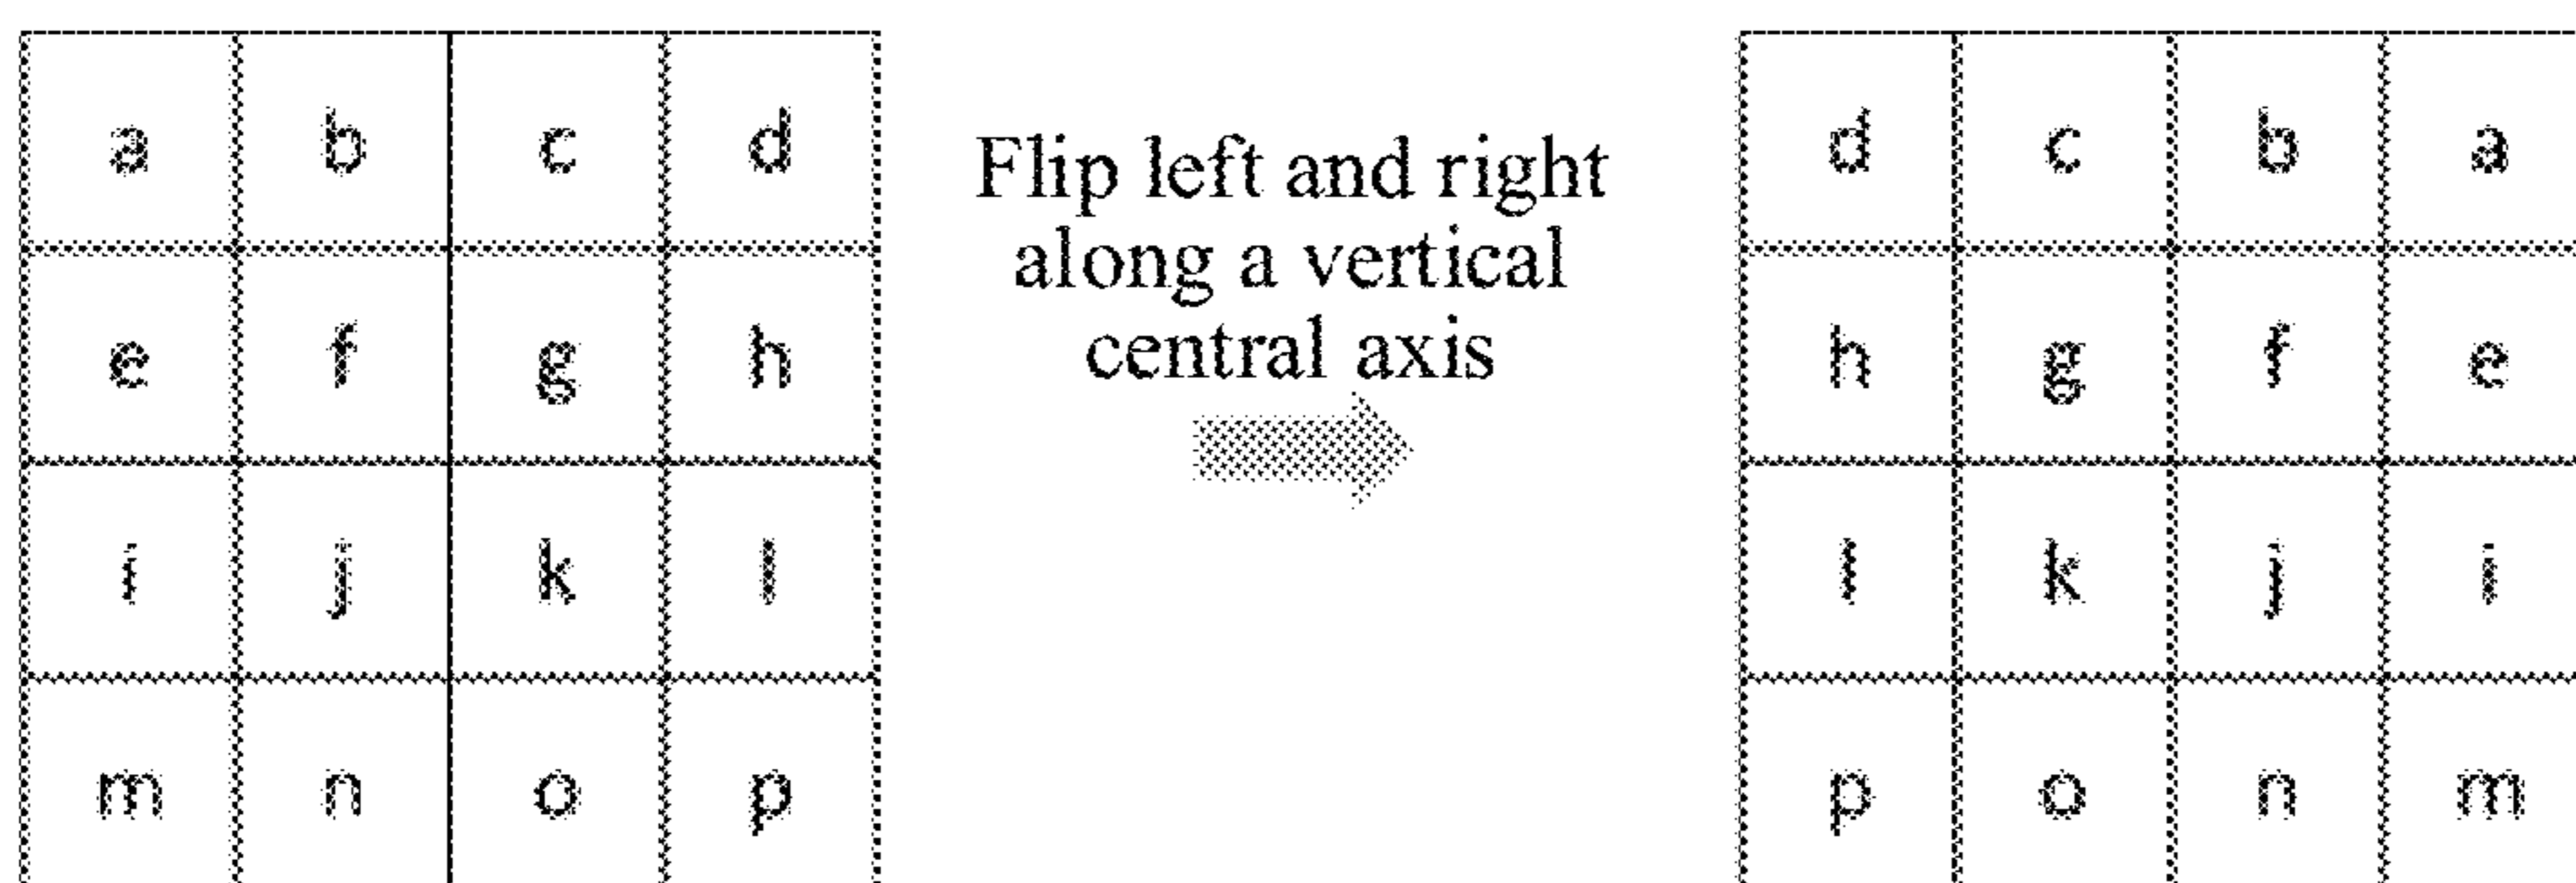 a b c d
e f g h
i j k l
m n o p
Flip left and right
along a vertical
central axis
d c b a
h g f e
l k j i
p o n m